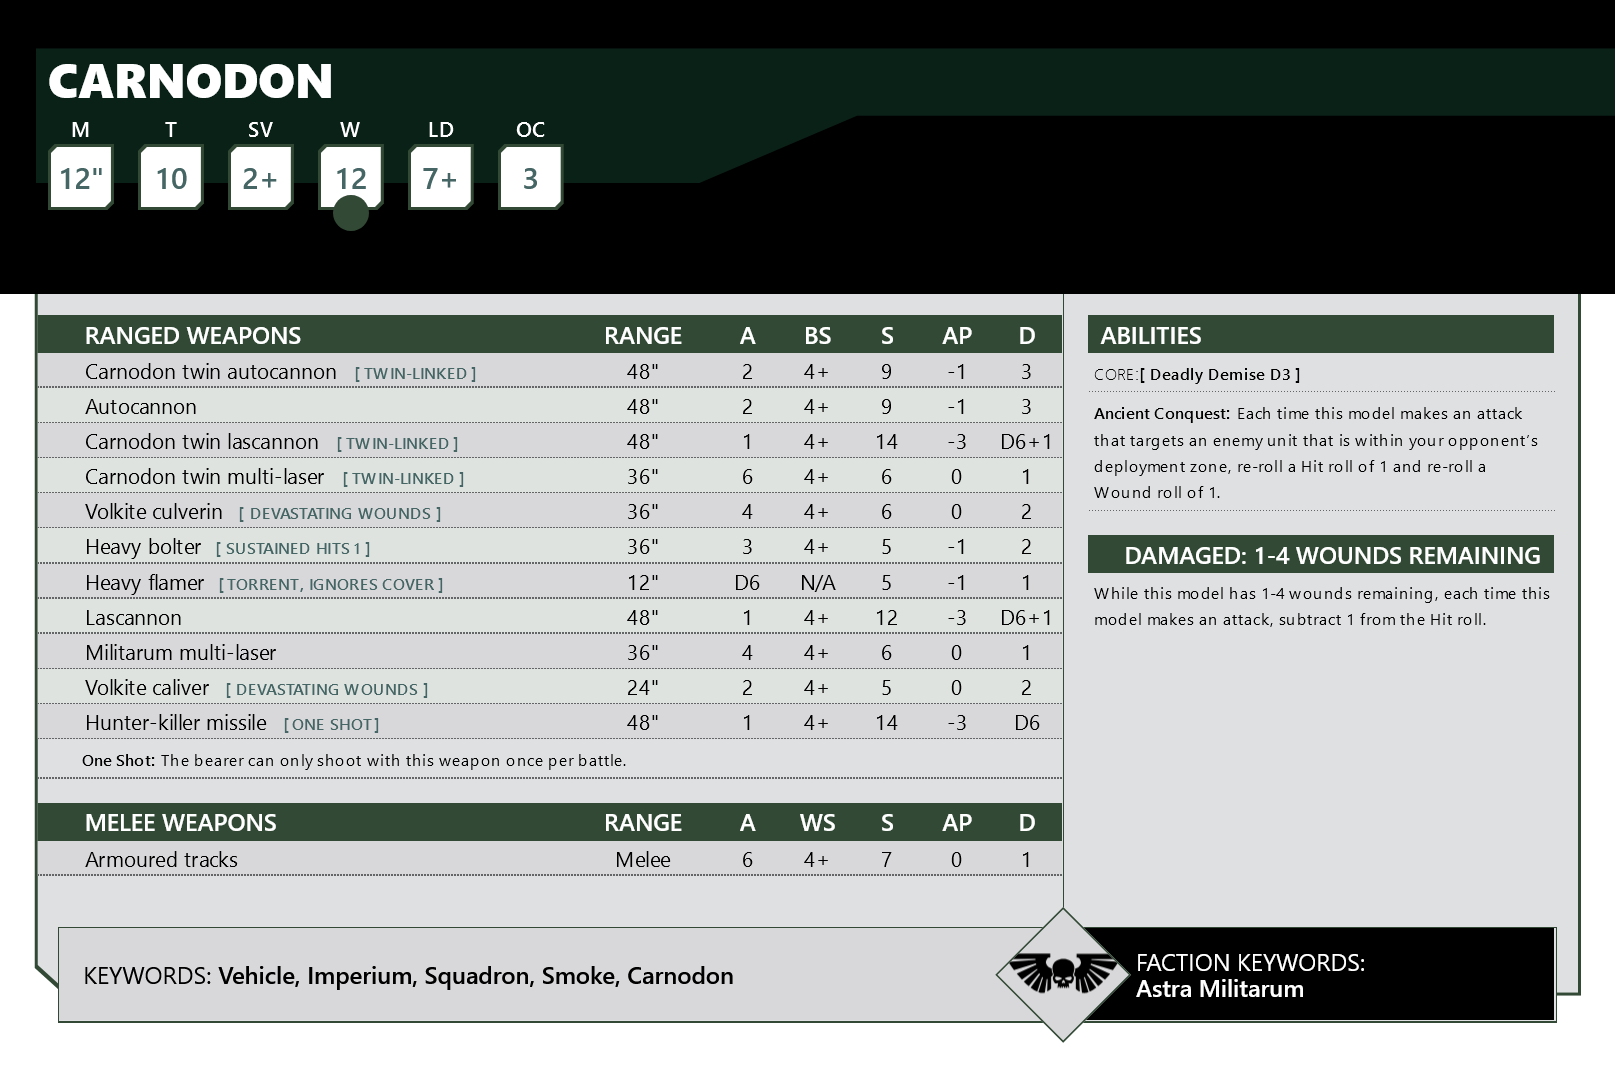 CARNODON
M T SV W LD OC
12" 10 2+ 12 7+ 3
RANGED WEAPONS RANGE A BS S AP D
Carnodon twin autocannon [ TWIN-LINKED ] 48" 2 4+ 9 -1 3
Autocannon 48" 2 4+ 9 -1 3
Carnodon twin lascannon [ TWIN-LINKED ] 48" 1 4+ 14 -3 D6+1
Carnodon twin multi-laser [ TWIN-LINKED ] 36" 6 4+ 6 0 1
Volkite culverin [ DEVASTATING WOUNDS ] 36" 4 4+ 6 0 2
Heavy bolter [ SUSTAINED HITS 1 ] 36" 3 4+ 5 -1 2
Heavy flamer [ TORRENT, IGNORES COVER ] 12" D6 N/A 5 -1 1
Lascannon 48" 1 4+ 12 -3 D6+1
Militarum multi-laser 36" 4 4+ 6 0 1
Volkite caliver [ DEVASTATING WOUNDS ] 24" 2 4+ 5 0 2
Hunter-killer missile [ ONE SHOT ] 48" 1 4+ 14 -3 D6
One Shot: The bearer can only shoot with this weapon once per battle.
MELEE WEAPONS RANGE A WS S AP D
Armoured tracks Melee 6 4+ 7 0 1
ABILITIES
CORE:[ Deadly Demise D3 ]
Ancient Conquest: Each time this model makes an attack
that targets an enemy unit that is within your opponent's
deployment zone, re-roll a Hit roll of 1 and re-roll a
Wound roll of 1.
DAMAGED: 1-4 WOUNDS REMAINING
While this model has 1-4 wounds remaining, each time this
model makes an attack, subtract 1 from the Hit roll.
KEYWORDS: Vehicle, Imperium, Squadron, Smoke, Carnodon
FACTION KEYWORDS:
Astra Militarum